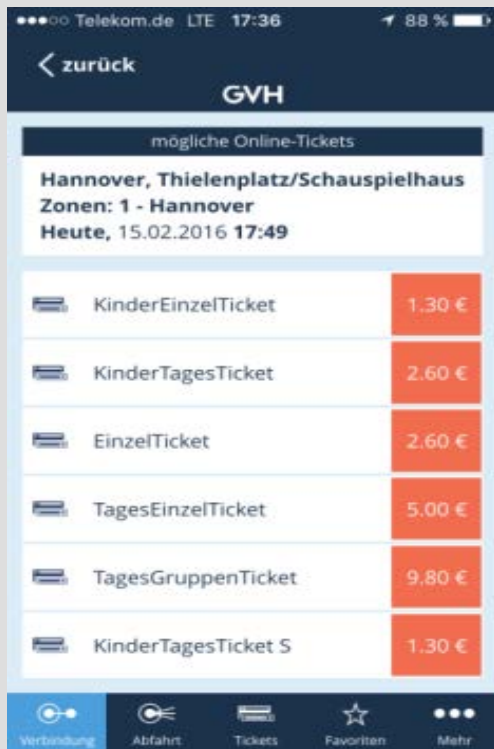 Telekom.de LTE 17:36 88 %
zurück
GVH
mögliche Online-Tickets
Hannover, Thielenplatz/Schauspielhaus
Zonen: 1 - Hannover
Heute, 15.02.2016 17:49
KinderEinzelTicket 1.30 €
KinderTagesTicket 2.60 €
EinzelTicket 2.60 €
TagesEinzelTicket 5.00 €
TagesGruppenTicket 9.80 €
KinderTagesTicket S 1.30 €
Verbindung Abfahrt Tickets Favoriten Mehr